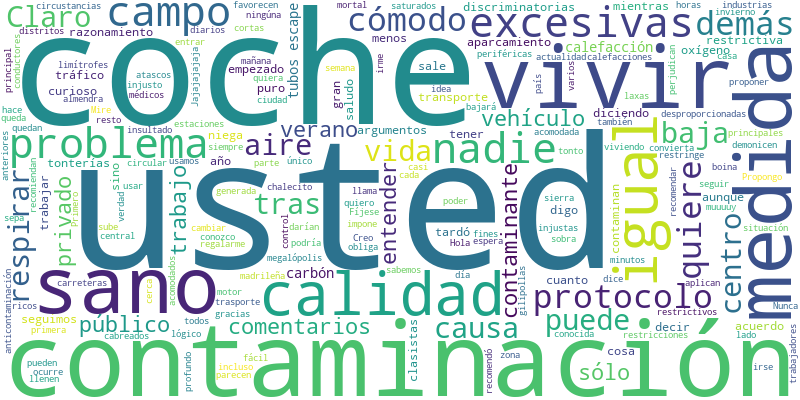 usted
coche
contaminación
vivir
medida
sano
calidad
igual
nadie
problema
campo
excesivas
cómodo
demás
Claro
aire
vida
tras
baja
quiere
centro
protocolo
puede
causa
respirar
privado
público
comentarios
trabajo
verano
vehículo
entender
contaminante
sólo
circunstancias
favorecen
ninguna
mortal
saturados
discriminatorias
mientras
horas
industrias
invierno
restrictiva
distritos
entrar
diarios
cortas
razonamiento
menos
aparcamiento
calefacción
oxígeno
mañana
periféricas
irme
actualidad
calefacciones
casa
principal
conductores
limítrofes
tráfico
atascos
Jajajajajaja
empezado
quiera
puro
gran
tubos escape
saludo
sale
idea
transporte
bajará
país
varios
laxas
perjudican
proponer
curioso
injusto
almendra
médicos
ciudad
semana
diciendo
desproporcionadas
hace
queda
Mire
resto
estaciones
argumentos
tener
acomodada
tambien
principales
quedan
insultado
niega
siempre
tonto
viviendo
convierta
demonicen
anteriores
tonterías
circular
usamos
año
parte
único
casi
cada
restringe
boina
recomiendan
Primero
sino
chalecito
llama
poder
seguir
aunque
Propongo
trabajar
usar
verdad
generada
quiero
Fíjese
sierra
contaminan
recomendar
muuuuy
situación
sepa
sube
cambiar
control
darían
impone
tardó
fines
digo
injustas
minutos
central
conozco
regalarme
podría
Creo
obliga
Hola
espera
sobra
aplican
restrictivos
Nunca
carreteras
motor
megalópolis
carbón
sabemos
día
gilipollas
cuanto
dice
anticontaminación
ricos
acomodados
trasporte
madrileña
seguimos
cerca
gracias
primera
cabreados
lógico
todos
clasistas
recomendó
conocida
decir
restricciones
acuerdo
lado
trabajadores
pueden
ocurre
llenen
profundo
fácil
incluso
parecen
zona
cosa
irse